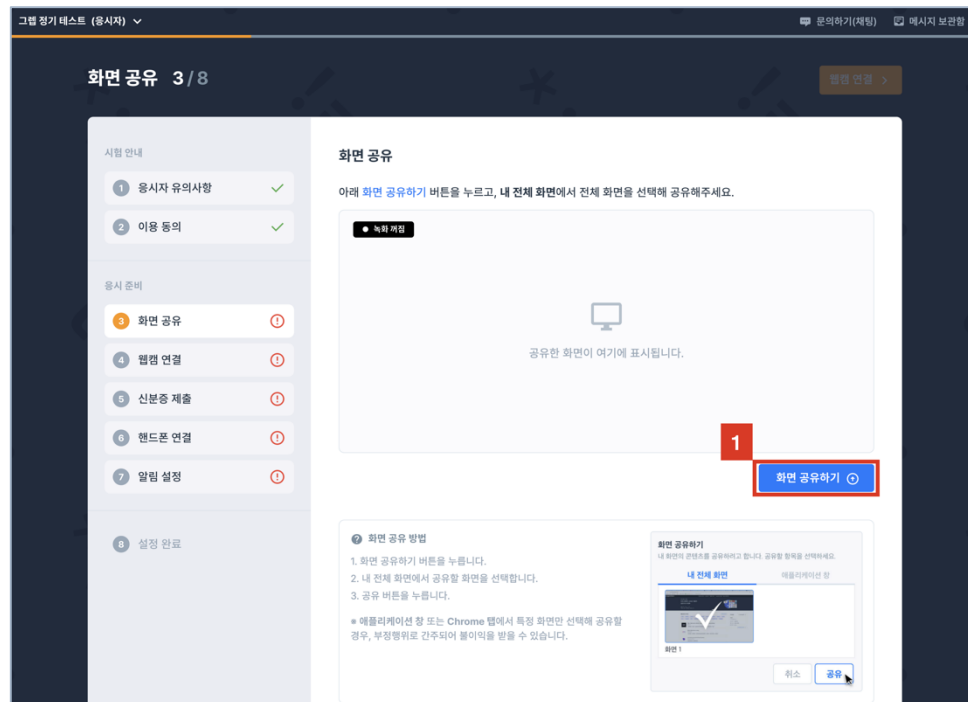 그렙 정기 테스트 (응시자)
문의하기(채팅)
메시지 보관함
화면 공유 3/8
웹캠 연결 >
시험 안내
1 응시자 유의사항
2 이용 동의
응시 준비
3 화면 공유
4 웹캠 연결
5 신분증 제출
6 핸드폰 연결
7 알림 설정
8 설정 완료
화면 공유
아래 화면 공유하기 버튼을 누르고, 내 전체 화면에서 전체 화면을 선택해 공유해주세요.
녹화 꺼짐
공유한 화면이 여기에 표시됩니다.
1
화면 공유하기
화면 공유 방법
1. 화면 공유하기 버튼을 누릅니다.
2. 내 전체 화면에서 공유할 화면을 선택합니다.
3. 공유 버튼을 누릅니다.
※ 애플리케이션 창 또는 Chrome 탭에서 특정 화면만 선택해 공유할
경우, 부정행위로 간주되어 불이익을 받을 수 있습니다.
화면 공유하기
내 화면의 콘텐츠를 공유하려고 합니다. 공유할 항목을 선택하세요.
내 전체 화면
애플리케이션 창
화면 1
취소
공유